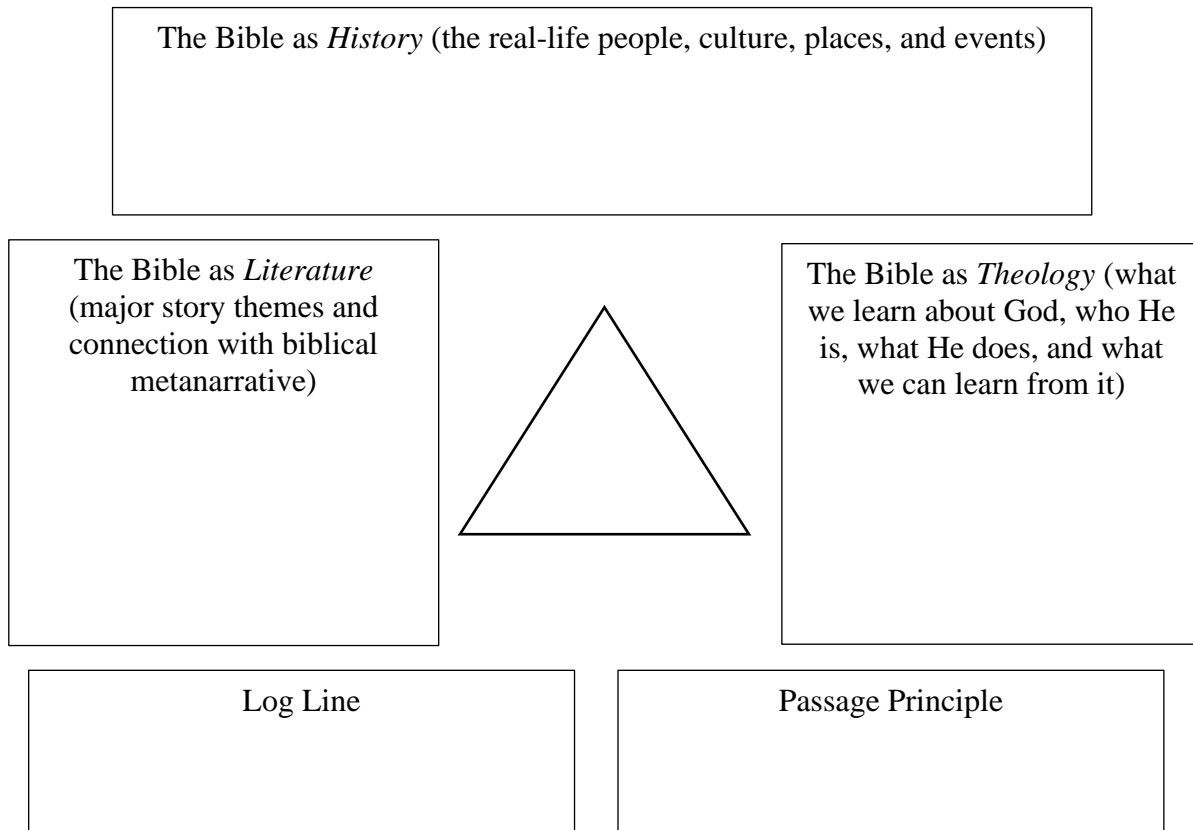 The Bible as History (the real-life people, culture, places, and events)
The Bible as Literature
(major story themes and
connection with biblical
metanarrative)
The Bible as Theology (what
we learn about God, who He
is, what He does, and what
we can learn from it)
Log Line
Passage Principle